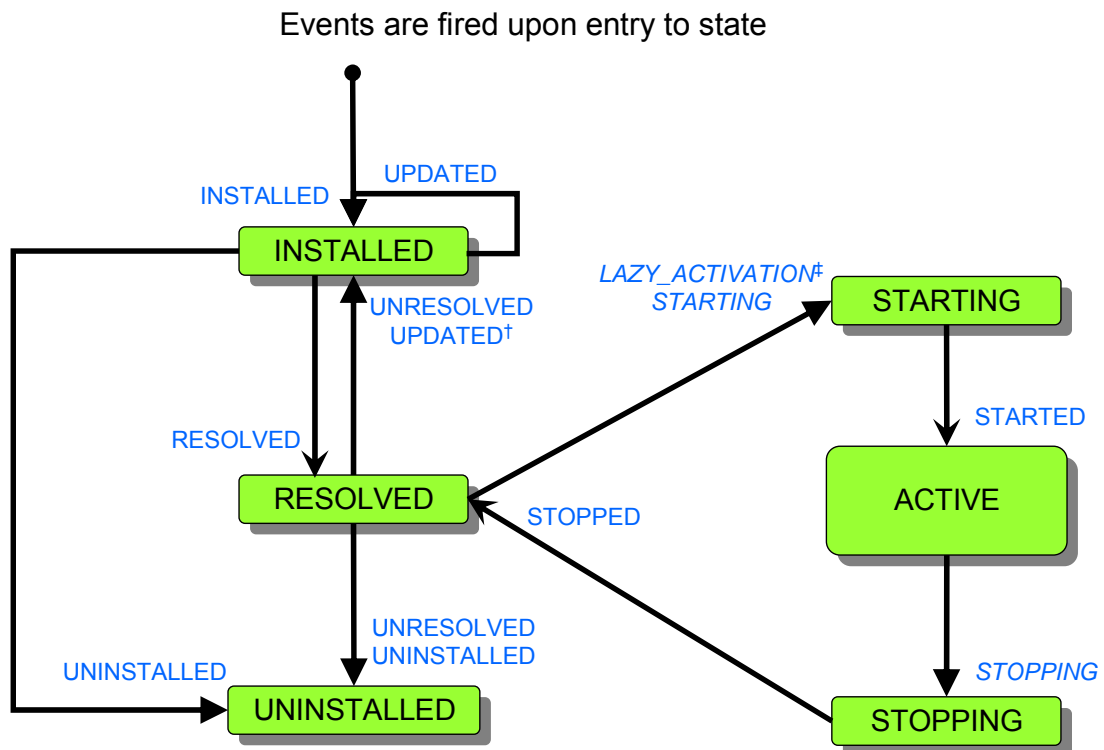 Events are fired upon entry to state
UPDATED
INSTALLED
INSTALLED
UNRESOLVED
UPDATED†
LAZY_ACTIVATION‡
STARTING
STARTING
STARTED
RESOLVED
RESOLVED
STOPPED
ACTIVE
UNRESOLVED
UNINSTALLED
UNINSTALLED
UNINSTALLED
STOPPING
STOPPING